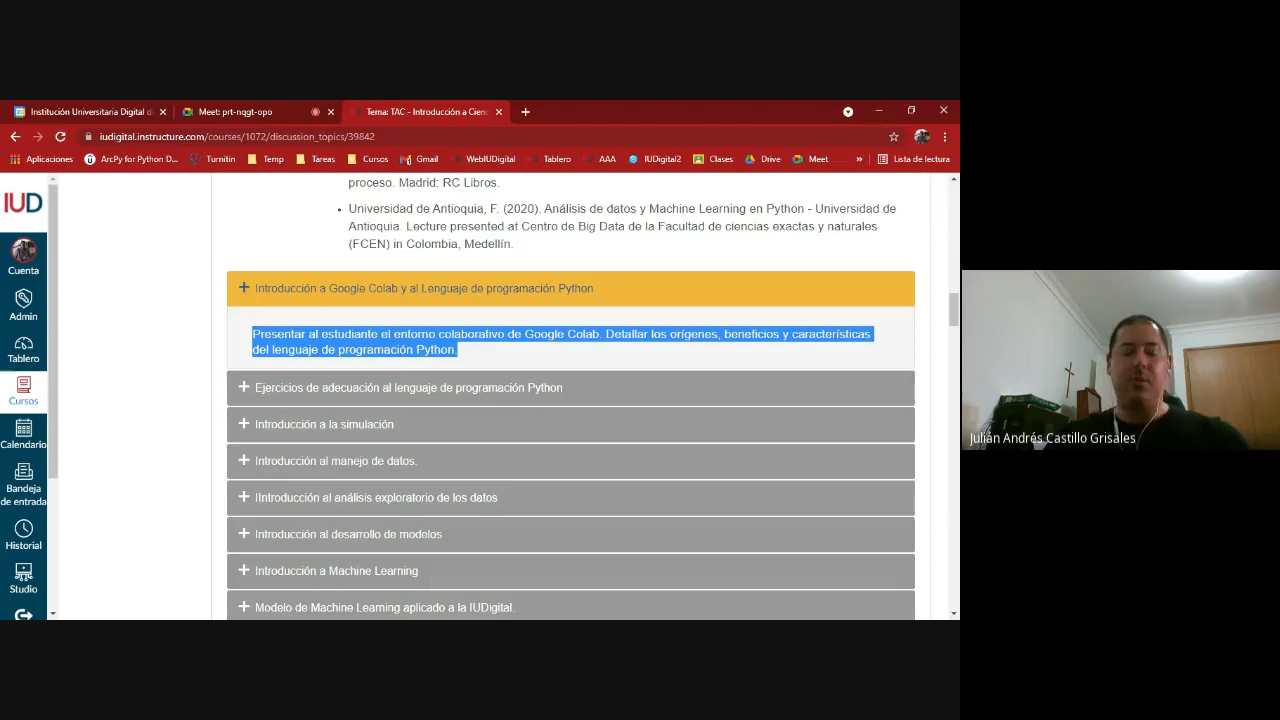 Institución Universitaria Digital d
Meet: prt-nqgt-opo
Tema: TAC - Introducción a Cienc
iudigital.instructure.com/courses/1072/discussion_topics/39842
Aplicaciones
ArcPy for Python D...
Turnitin
Temp
Tareas
Cursos
Gmail
WebIUDigital
Tablero
AAA
IUDigital2
Clases
Drive
Meet
»
Lista de lectura
IUD
Cuenta
Admin
Tablero
Cursos
Calendario
Bandeja
de entrada
Historial
Studio
proceso. Madrid: RC Libros.
• Universidad de Antioquia, F. (2020). Análisis de datos y Machine Learning en Python - Universidad de
Antioquia. Lecture presented at Centro de Big Data de la Facultad de ciencias exactas y naturales
(FCEN) in Colombia, Medellín.
+ Introducción a Google Colab y al Lenguaje de programación Python
Presentar al estudiante el entorno colaborativo de Google Colab. Detallar los orígenes, beneficios y características
del lenguaje de programación Python.
+ Ejercicios de adecuación al lenguaje de programación Python
+ Introducción a la simulación
+ Introducción al manejo de datos.
+ IIntroducción al análisis exploratorio de los datos
+ Introducción al desarrollo de modelos
+ Introducción a Machine Learning
+ Modelo de Machine Learning aplicado a la IUDigital.
Julián Andrés Castillo Grisales